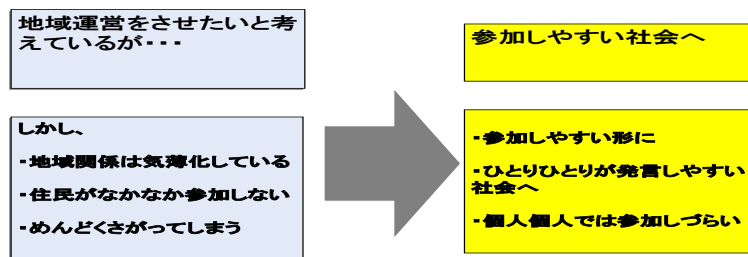 地域運営をさせたいと考
えているが・・・
しかし、
・地域関係は気薄化している
・住民がなかなか参加しない
・めんどくさがってしまう
参加しやすい社会へ
・参加しやすい形に
・ひとりひとりが発言しやすい
社会へ
・個人個人では参加しづらい